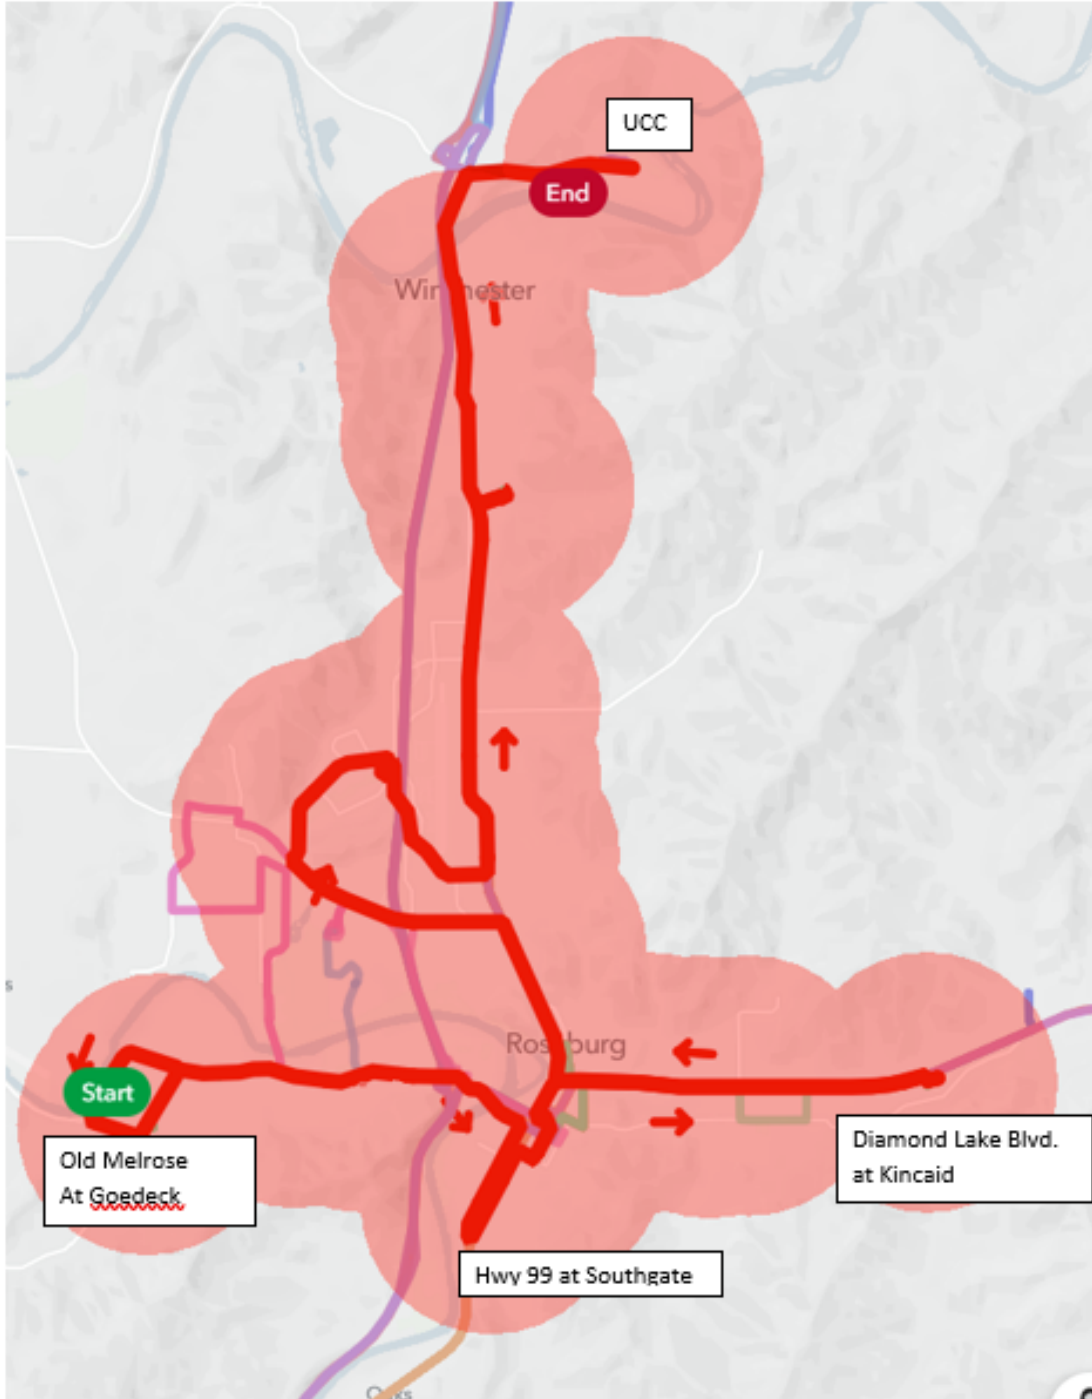 UCC
End
Winchester
Roseburg
Start
Old Melrose
At Goedeck
Diamond Lake Blvd.
at Kincaid
Hwy 99 at Southgate